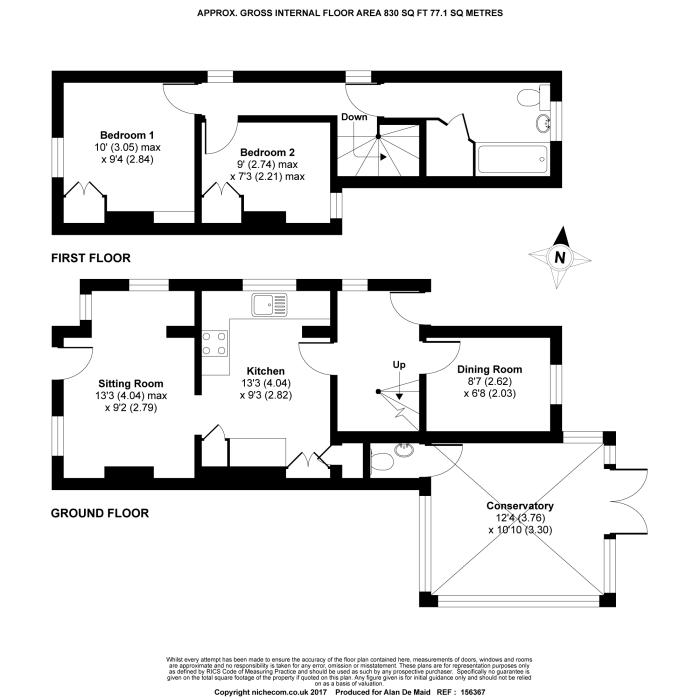 APPROX. GROSS INTERNAL FLOOR AREA 830 SQ FT 77.1 SQ METRES
Bedroom 1
10' (3.05) max
x 9'4 (2.84)
Bedroom 2
9' (2.74) max
x 7'3 (2.21) max
Down
FIRST FLOOR
N
Sitting Room
13'3 (4.04) max
x 9'2 (2.79)
Kitchen
13'3 (4.04)
x 9'3 (2.82)
Up
Dining Room
8'7 (2.62)
x 6'8 (2.03)
Conservatory
12'4 (3.76)
x 10'10 (3.30)
GROUND FLOOR
Whilst every attempt has been made to ensure the accuracy of the floor plan contained here, measurements of doors, windows and rooms
are approximate and no responsibility is taken for any error, omission or misstatement. These plans are for representation purposes only
as defined by RICS Code of Measuring Practice and should be used as such by any prospective purchaser. Specifically no guarantee is
given on the total square footage of the property if quoted on this plan. Any figure given is for initial guidance only and should not be relied
on as a basis of valuation.
Copyright nichecom.co.uk 2017 Produced for Alan De Maid REF : 156367